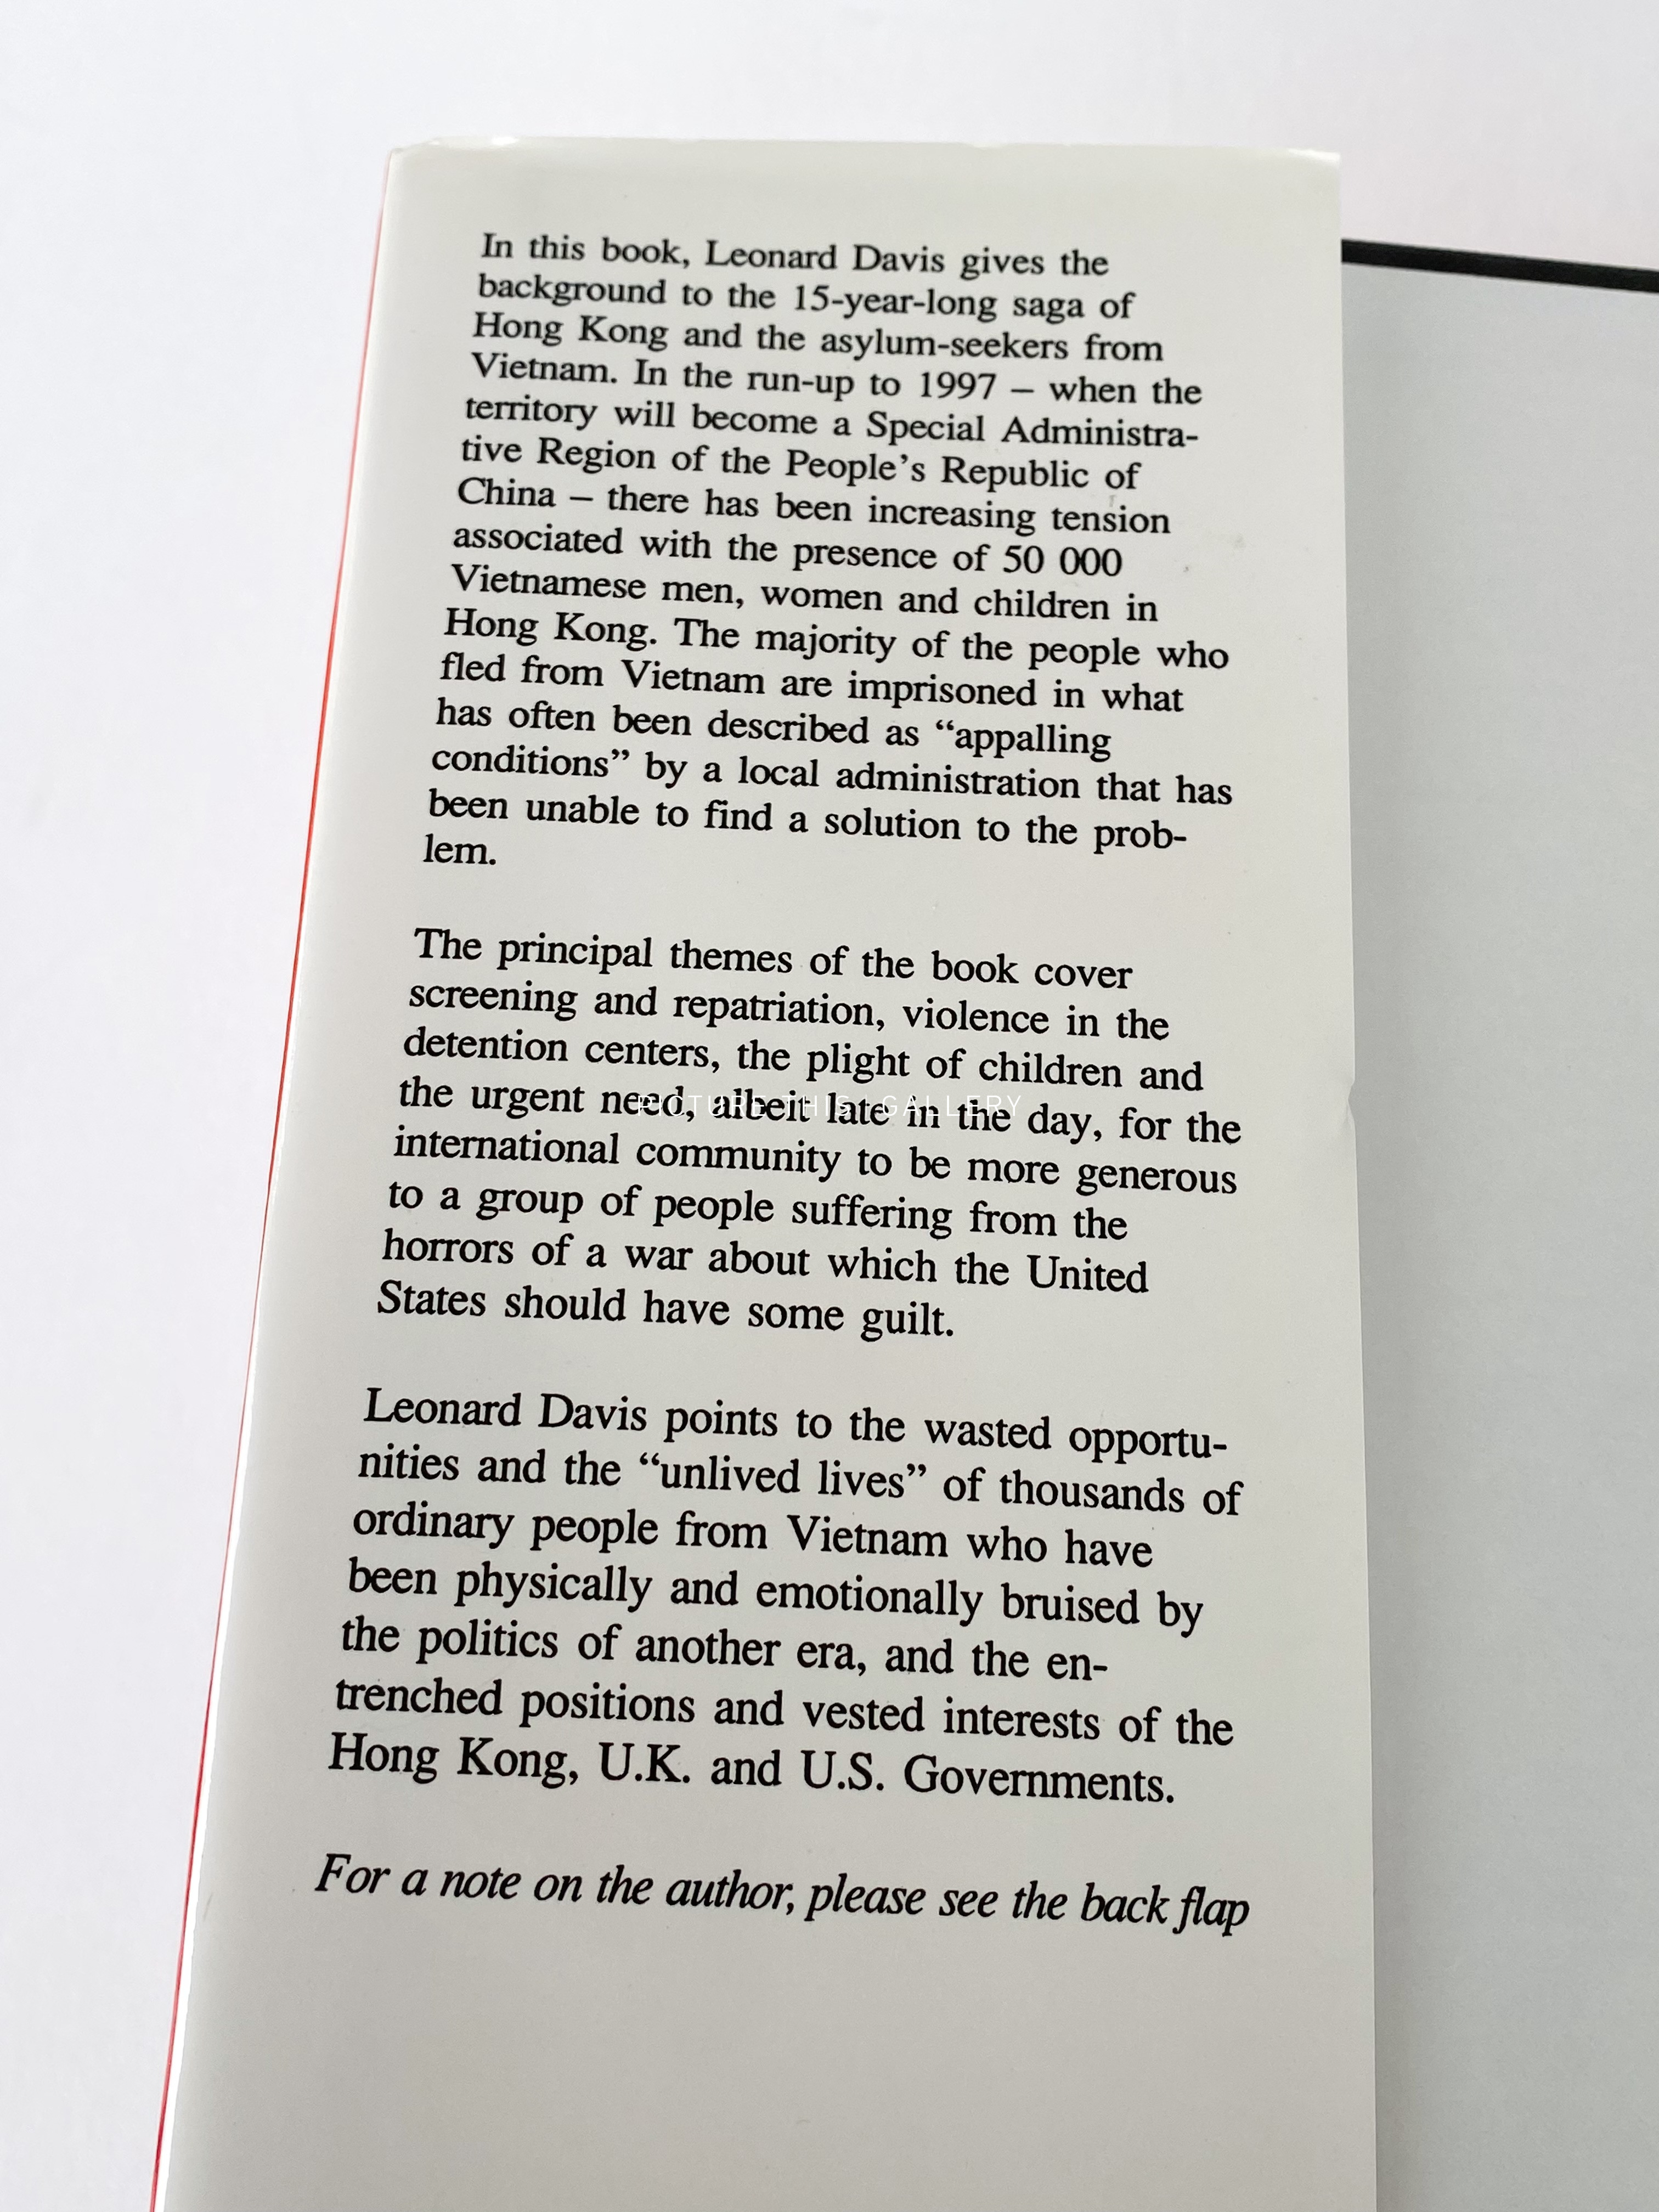 In this book, Leonard Davis gives the
background to the 15-year-long saga of
Hong Kong and the asylum-seekers from
Vietnam. In the run-up to 1997 – when the
territory will become a Special Administra-
tive Region of the People’s Republic of
China – there has been increasing tension
associated with the presence of 50 000
Vietnamese men, women and children in
Hong Kong. The majority of the people who
fled from Vietnam are imprisoned in what
has often been described as “appalling
conditions” by a local administration that has
been unable to find a solution to the prob-
lem.
The principal themes of the book cover
screening and repatriation, violence in the
detention centers, the plight of children and
the urgent need, albeit late in the day, for the
PICTURE THIS GALLERY
international community to be more generous
to a group of people suffering from the
horrors of a war about which the United
States should have some guilt.
Leonard Davis points to the wasted opportu-
nities and the “unlived lives” of thousands of
ordinary people from Vietnam who have
been physically and emotionally bruised by
the politics of another era, and the en-
trenched positions and vested interests of the
Hong Kong, U.K. and U.S. Governments.
For a note on the author, please see the back flap